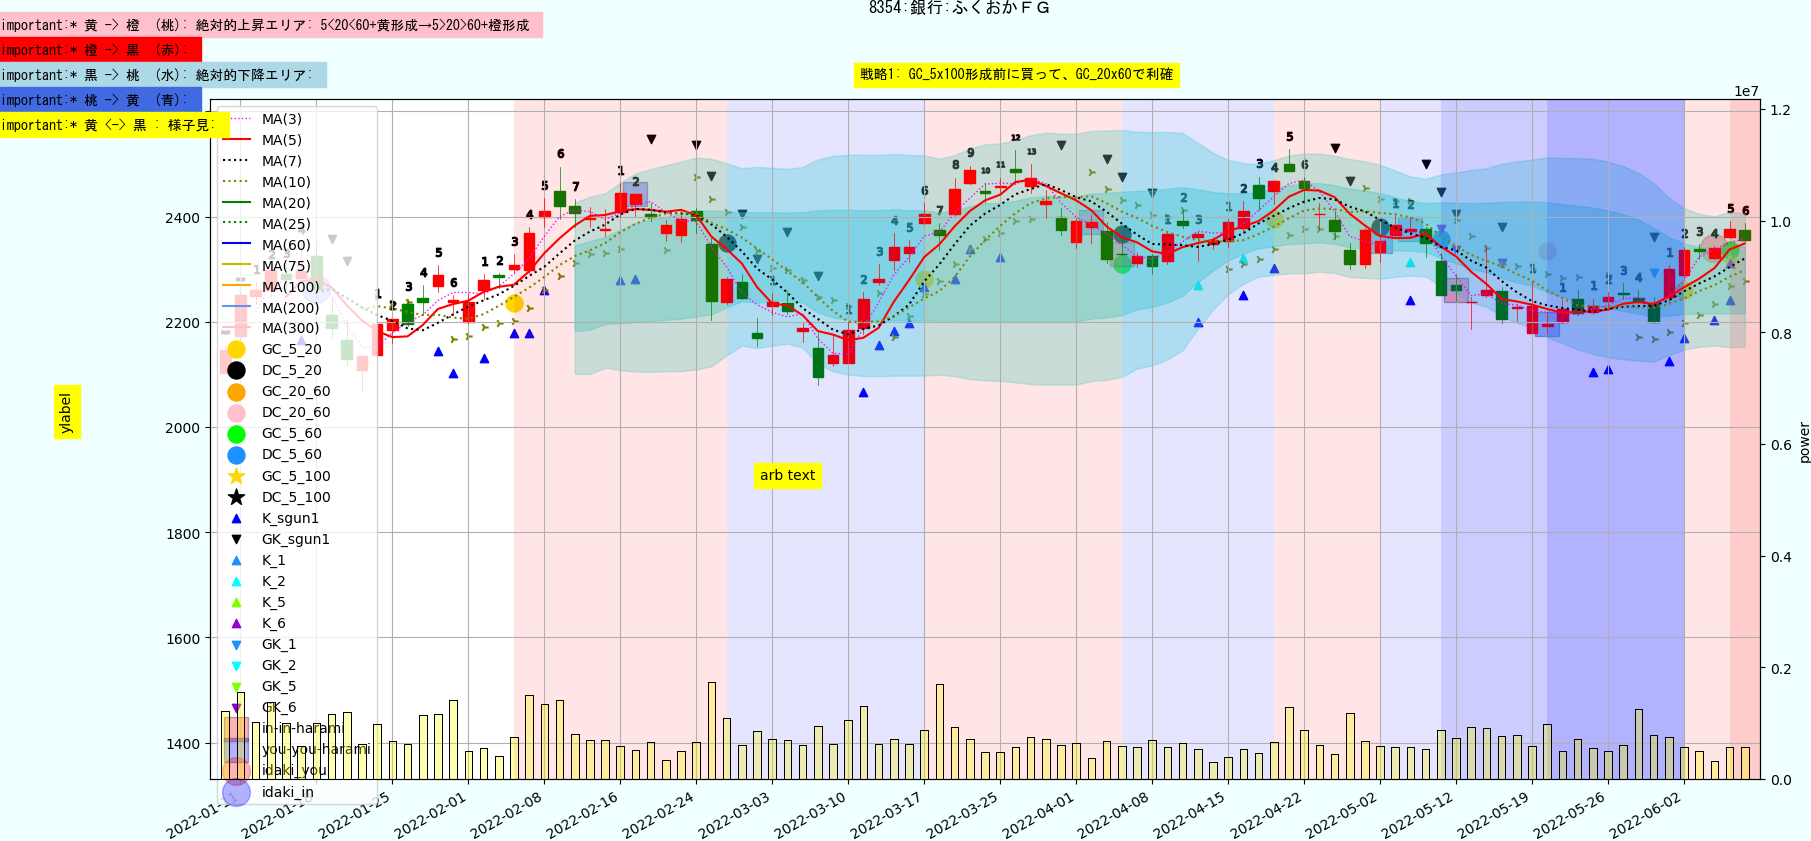 8354:銀行:ふくおかＦＧ
important:* 黄 -> 橙 （桃）: 絶対的上昇エリア: 5<20<60+黄形成→5>20>60+橙形成
important:* 橙 -> 黒 （赤）:
important:* 黒 -> 桃 （水）: 絶対的下降エリア:
important:* 桃 -> 黄 （青）:
important:* 黄 <-> 黒 : 様子見:
戦略1: GC_5x100形成前に買って、GC_20x60で利確
1e7
MA(3)
MA(5)
MA(7)
MA(10)
MA(20)
MA(25)
MA(60)
MA(75)
MA(100)
MA(200)
MA(300)
GC_5_20
DC_5_20
GC_20_60
DC_20_60
GC_5_60
DC_5_60
GC_5_100
DC_5_100
K_sgun1
GK_sgun1
K_1
K_2
K_5
K_6
GK_1
GK_2
GK_5
GK_6
in-in-harami
you-you-harami
idaki_you
idaki_in
2400
2200
2000
1800
1600
1400
ylabel
arb text
1.2
1.0
0.8
0.6
0.4
0.2
0.0
power
2022-01-25
2022-02-01
2022-02-08
2022-02-16
2022-02-24
2022-03-03
2022-03-10
2022-03-17
2022-03-25
2022-04-01
2022-04-08
2022-04-15
2022-04-22
2022-05-02
2022-05-12
2022-05-19
2022-05-26
2022-06-02